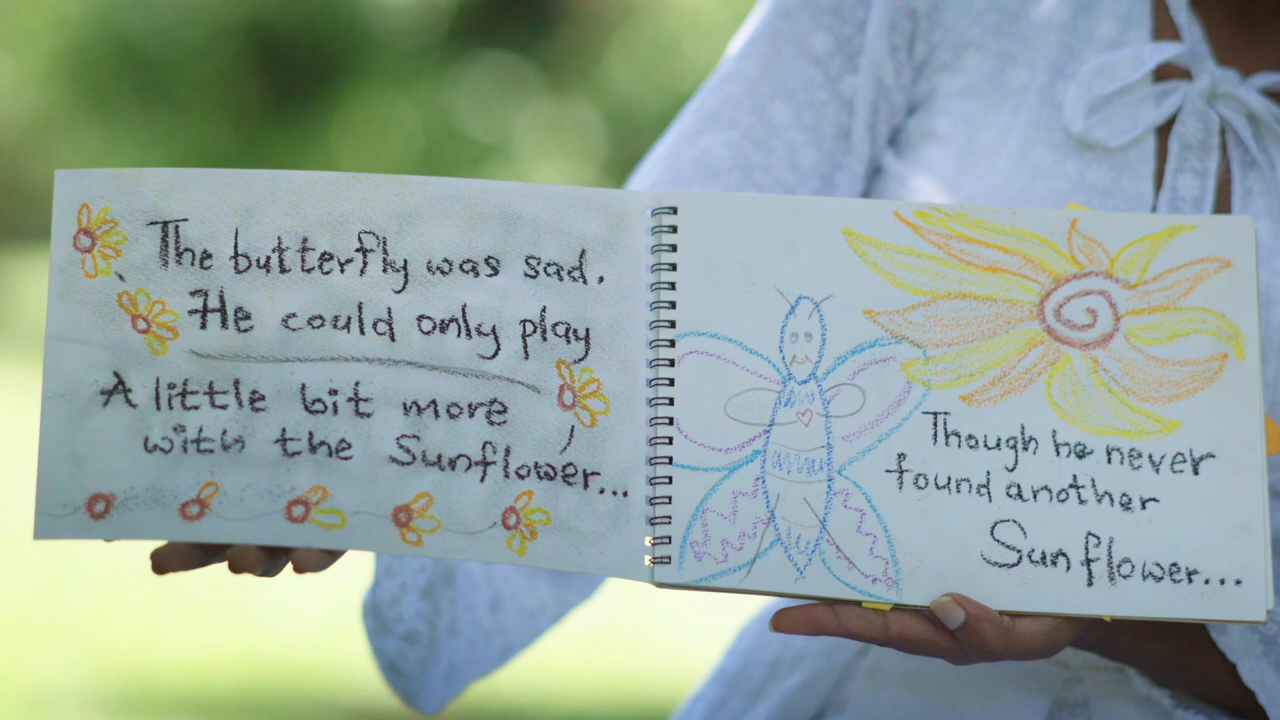 The butterfly was sad.
He could only play
A little bit more
with the Sunflower...
Though he never
found another
Sunflower...